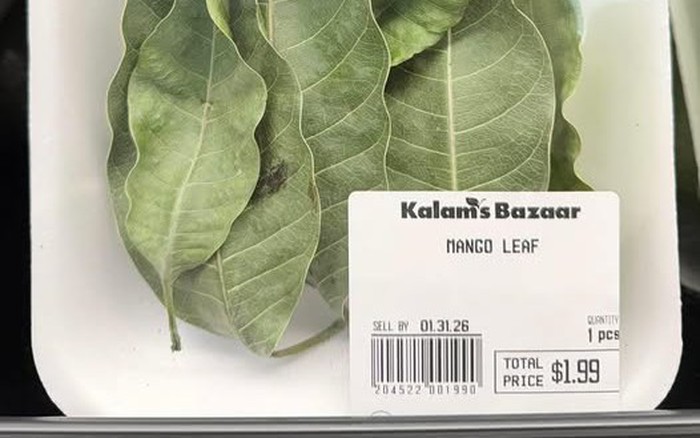 Kalam's Bazaar
MANGO LEAF
SELL BY 01.31.26
QUANTITY
1 pcs
204522 001990
TOTAL PRICE $1.99